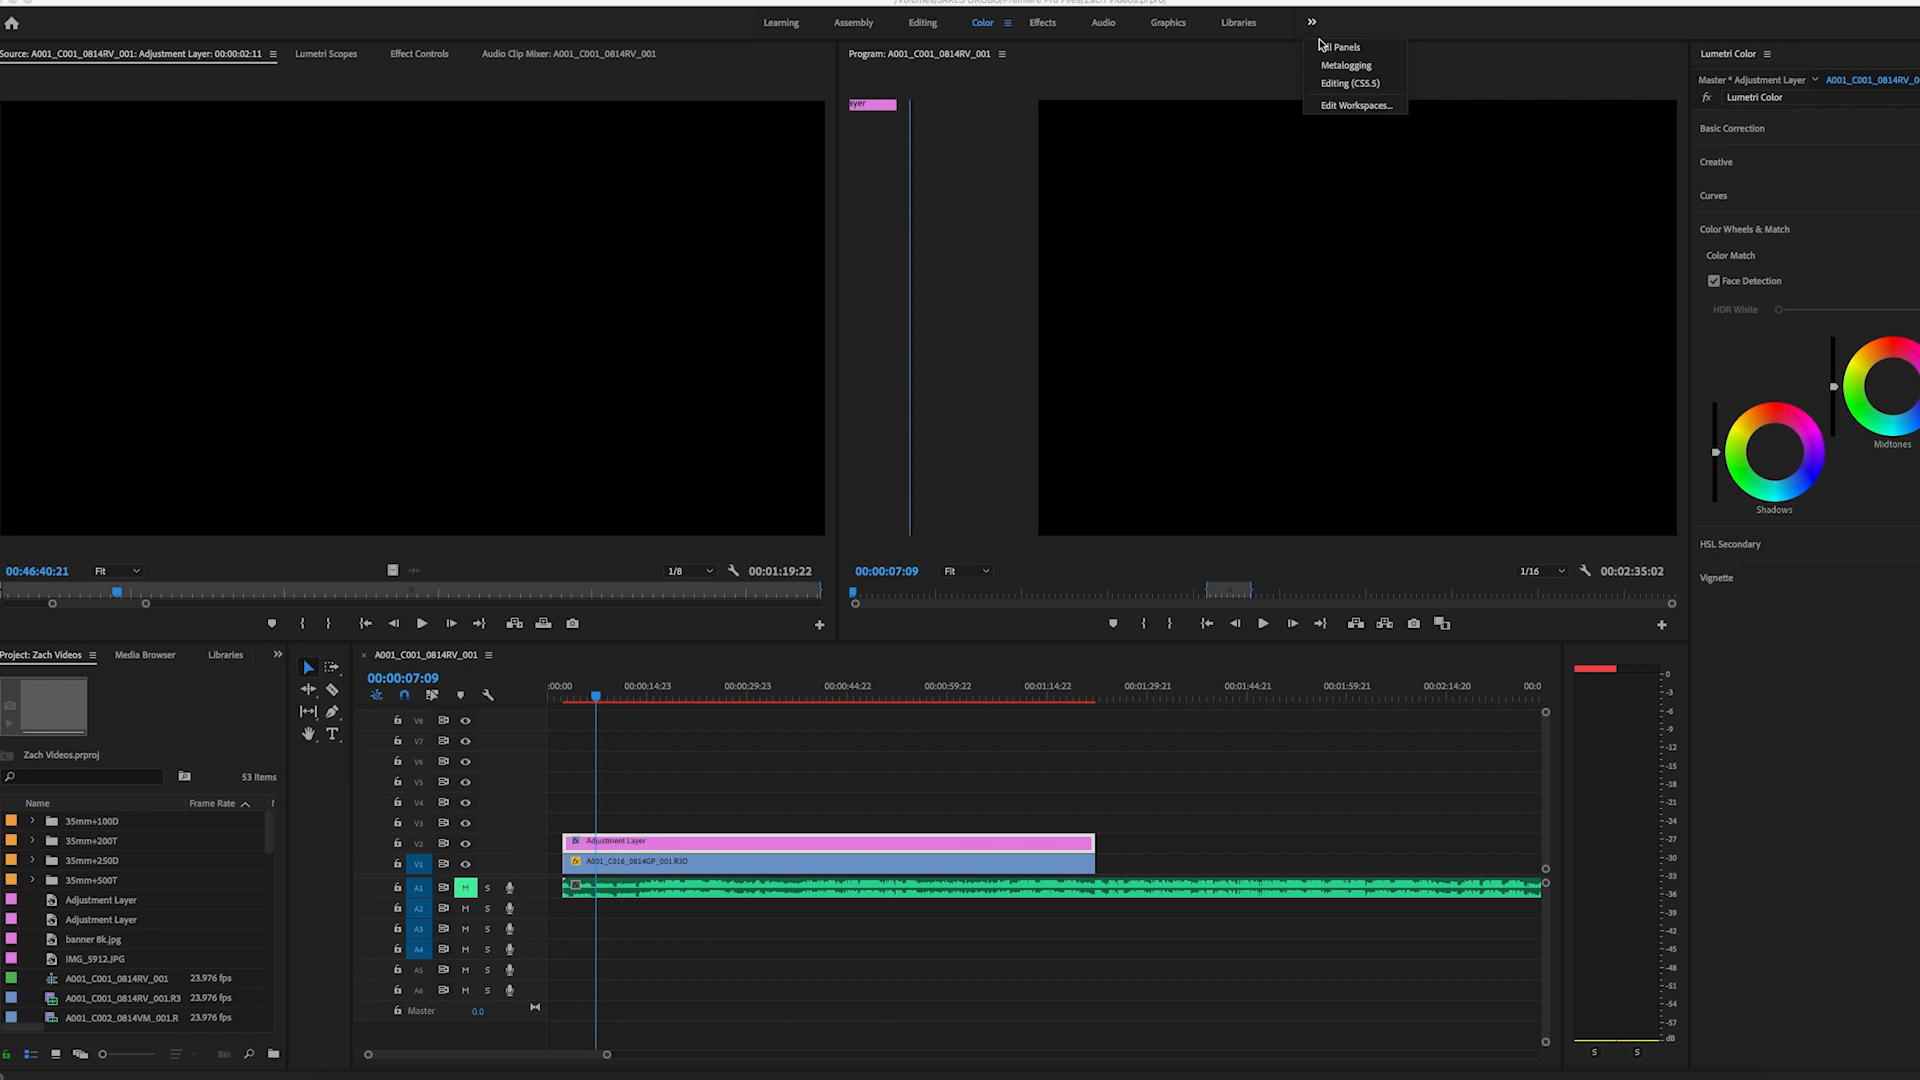 Learning Assembly Editing Color Effects Audio Graphics Libraries
Panels
Metalogging
Editing (CS5.5)
Edit Workspaces...
Source: A001_C001_0814RV_001: Adjustment Layer: 00:00:02:11 Lumetri Scopes Effect Controls Audio Clip Mixer: A001_C001_0814RV_001
Program: A001_C001_0814RV_001
ayer
Lumetri Color
Master * Adjustment Layer A001_C001_0814RV_0
fx Lumetri Color
Basic Correction
Creative
Curves
Color Wheels & Match
Color Match
Face Detection
HDR White
Midtones
Shadows
HSL Secondary
Vignette
00:46:40:21 Fit 1/8 00:01:19:22
00:00:07:09 Fit 1/16 00:02:35:02
Project: Zach Videos Media Browser Libraries
Zach Videos.prproj
53 Items
Name Frame Rate
35mm+100D
35mm+200T
35mm+250D
35mm+500T
Adjustment Layer
Adjustment Layer
banner 8k.jpg
IMG_5912.JPG
A001_C001_0814RV_001 23.976 fps
A001_C001_0814RV_001.R3 23.976 fps
A001_C002_0814VM_001.R 23.976 fps
T
A001_C001_0814RV_001
00:00:07:09
:00:00 00:00:14:23 00:00:29:23 00:00:44:22 00:00:59:22 00:01:14:22 00:01:29:21 00:01:44:21 00:01:59:21 00:02:14:20 00:0
V8
V7
V6
V5
V4
V3
V2 fx Adjustment Layer
V1 fx A001_C016_0814GP_001.R3D
A1 M S
A2 M S
A3 M S
A4 M S
A5 M S
A6 M S
Master 0.0
0
-3
-6
-9
-12
-15
-18
-21
-24
-27
-30
-33
-36
-39
-42
-45
-48
-51
-54
-57
dB
S S